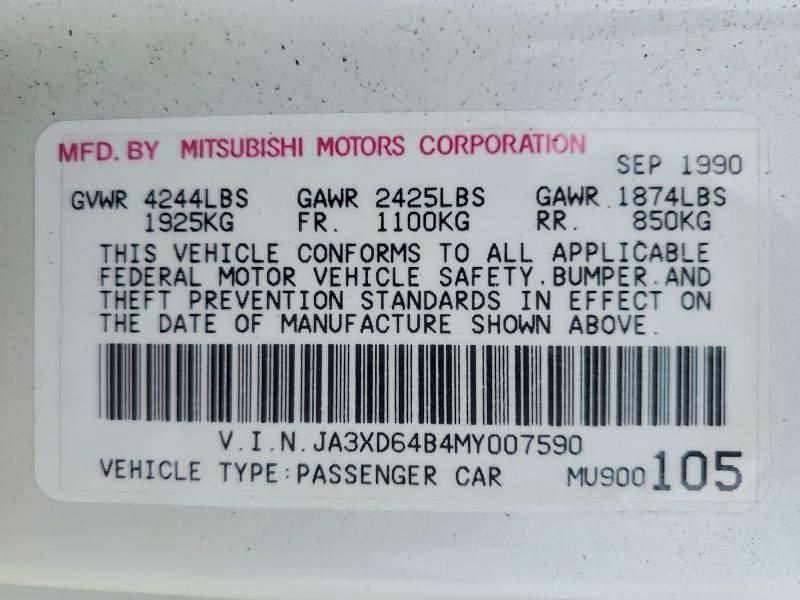 MFD. BY MITSUBISHI MOTORS CORPORATION
SEP 1990
GVWR 4244LBS GAWR 2425LBS GAWR 1874LBS
1925KG FR. 1100KG RR. 850KG
THIS VEHICLE CONFORMS TO ALL APPLICABLE
FEDERAL MOTOR VEHICLE SAFETY.BUMPER.AND
THEFT PREVENTION STANDARDS IN EFFECT ON
THE DATE OF MANUFACTURE SHOWN ABOVE.
V.I.N.JA3XD64B4MY007590
VEHICLE TYPE:PASSENGER CAR MU900105